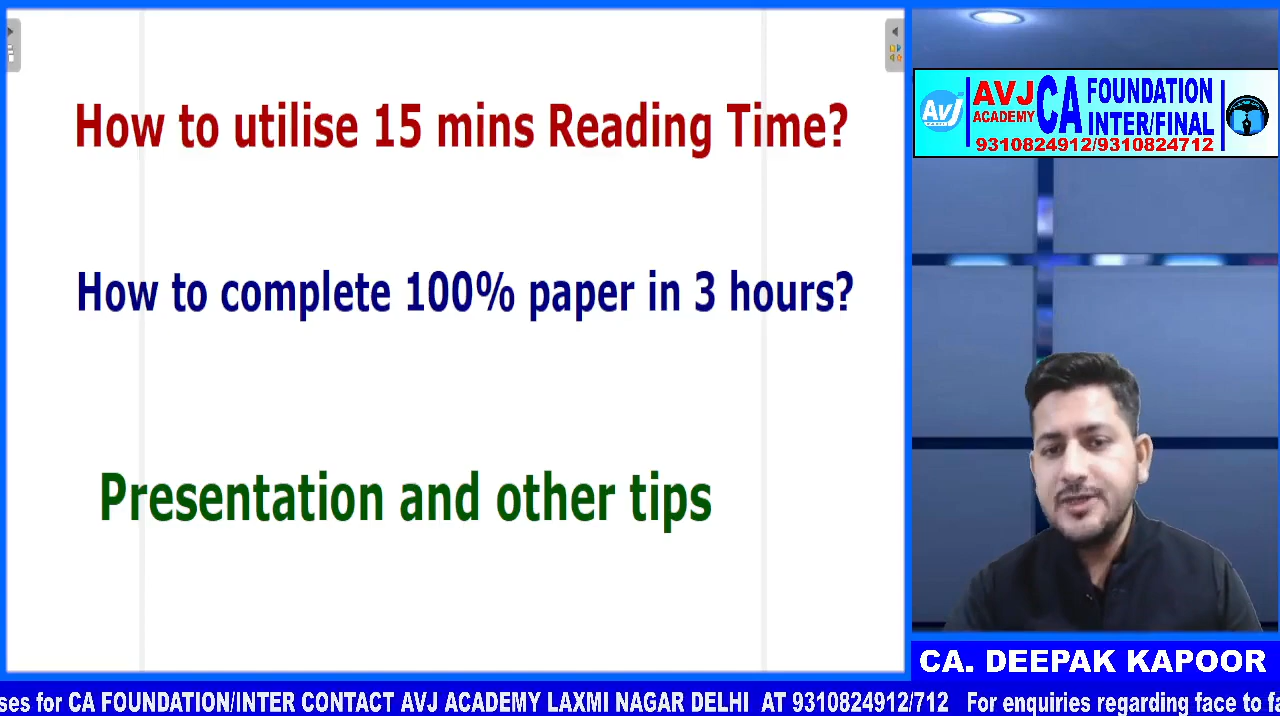 How to utilise 15 mins Reading Time?
How to complete 100% paper in 3 hours?
Presentation and other tips
AVJ
AVJ
ACADEMY
CA
FOUNDATION
INTER/FINAL
9310824912/9310824712
CA. DEEPAK KAPOOR
ses for CA FOUNDATION/INTER CONTACT AVJ ACADEMY LAXMI NAGAR DELHI AT 9310824912/712 For enquiries regarding face to fa